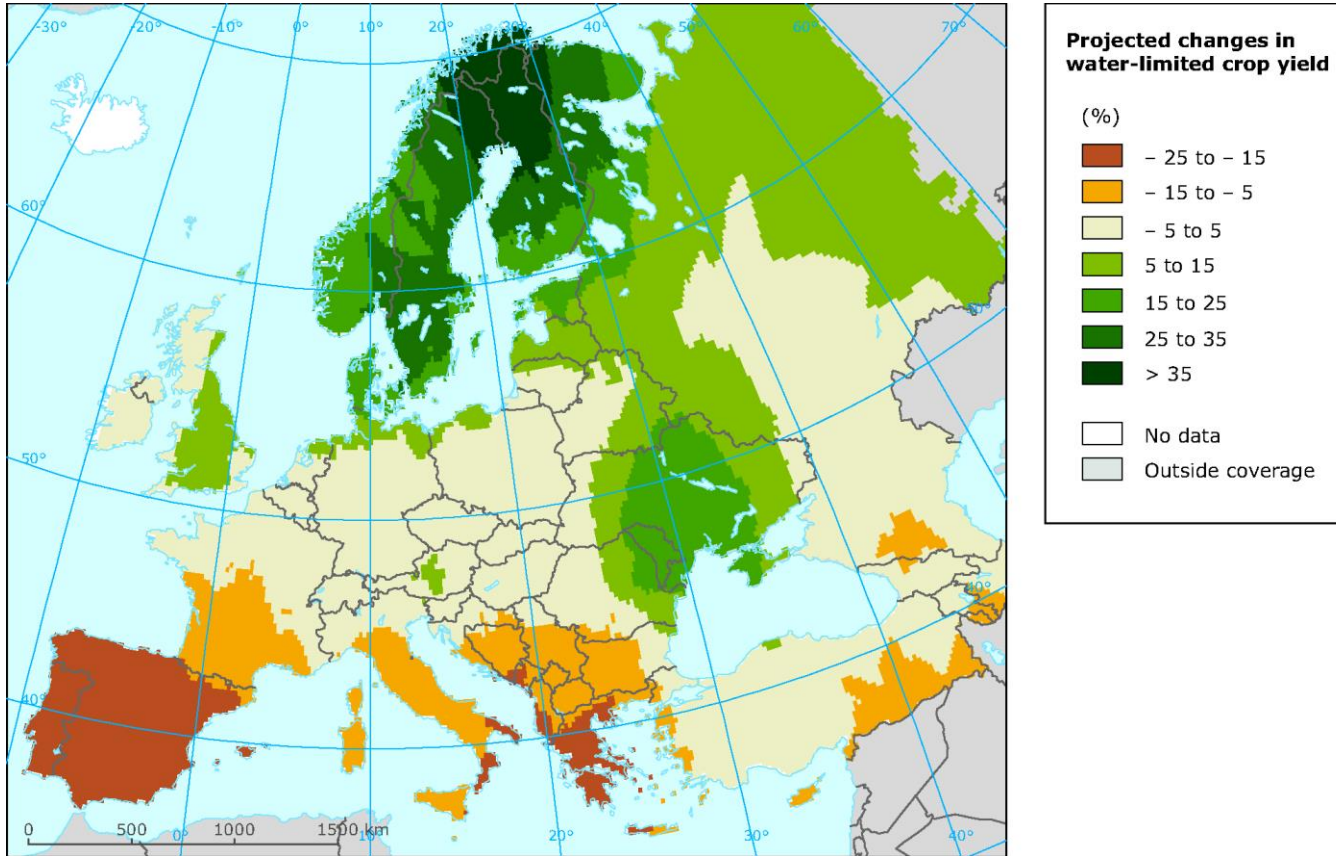 -30° -20° -10° 0° 10° 20° 30° 40° 50° 60° 70°
60°
50°
50°
40°
40°
0 500 1000 1500 km
0° 10° 20° 30° 40°
Projected changes in
water-limited crop yield
(%)
– 25 to – 15
– 15 to – 5
– 5 to 5
5 to 15
15 to 25
25 to 35
> 35
No data
Outside coverage